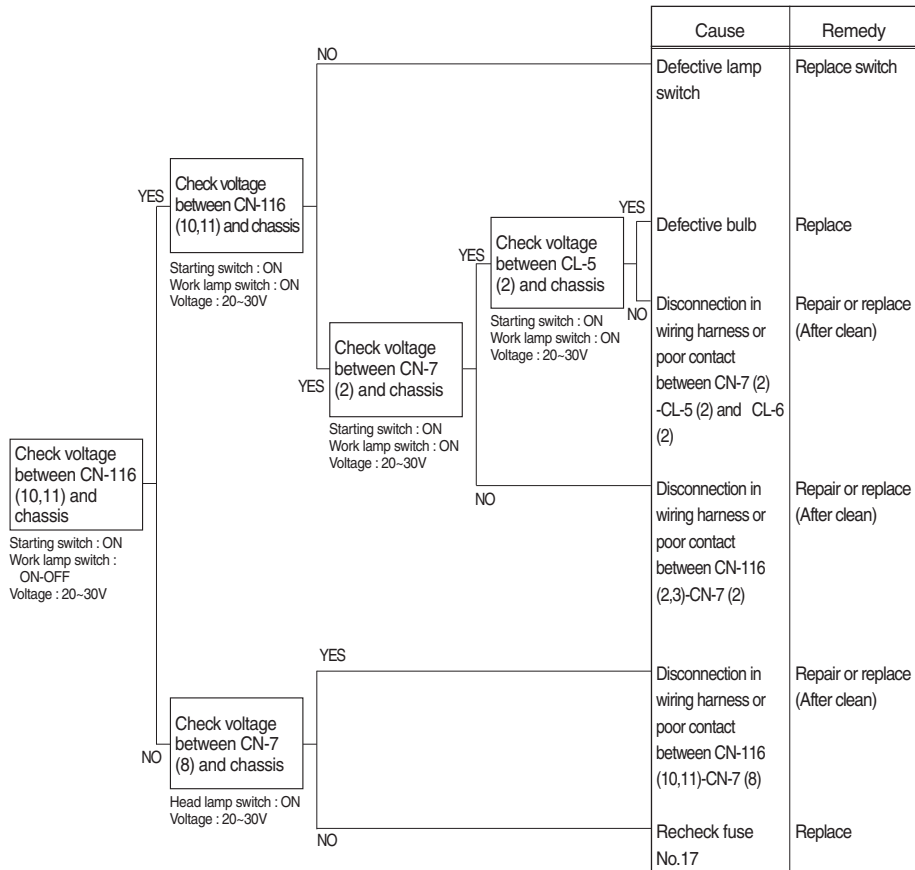 Cause
Remedy
NO
Defective lamp
switch
Replace switch
YES
Check voltage
between CN-116
(10,11) and chassis
Starting switch : ON
Work lamp switch : ON
Voltage : 20~30V
YES
Check voltage
between CL-5
(2) and chassis
Starting switch : ON
Work lamp switch : ON
Voltage : 20~30V
YES
Defective bulb
Replace
NO
Disconnection in
wiring harness or
poor contact
between CN-7 (2)
-CL-5 (2) and CL-6
(2)
Repair or replace
(After clean)
YES
Check voltage
between CN-7
(2) and chassis
Starting switch : ON
Work lamp switch : ON
Voltage : 20~30V
NO
Disconnection in
wiring harness or
poor contact
between CN-116
(2,3)-CN-7 (2)
Repair or replace
(After clean)
Check voltage
between CN-116
(10,11) and
chassis
Starting switch : ON
Work lamp switch :
ON-OFF
Voltage : 20~30V
YES
Disconnection in
wiring harness or
poor contact
between CN-116
(10,11)-CN-7 (8)
Repair or replace
(After clean)
NO
Check voltage
between CN-7
(8) and chassis
Head lamp switch : ON
Voltage : 20~30V
NO
Recheck fuse
No.17
Replace